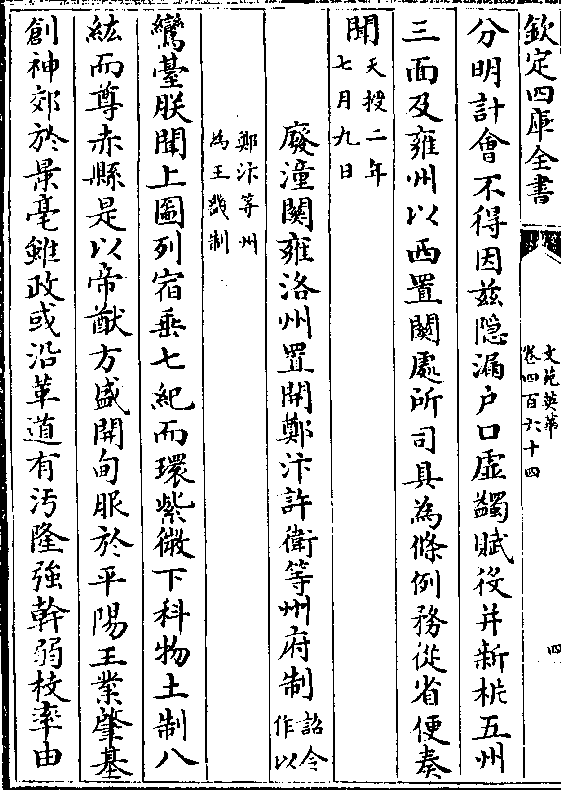 欽定四庫全書
文苑英華
卷四百六十四
四
分明計會不得因兹隠漏户口虚蠲賦役并新析五州
三面及雍州以西置關處所司具為條例務從省便奏
聞天授二年
七月九日
廢潼關雍洛州置開鄭汴許衛等州府制詔令
作以
鄭汴等州
為王畿制
鸞臺朕聞上圖列宿垂七紀而環紫微下科物土制八
紘而尊赤縣是以帝猷方盛開甸服於平陽王業肇基
創神郊於景亳雖政或沿革道有汚隆強幹弱枝率由